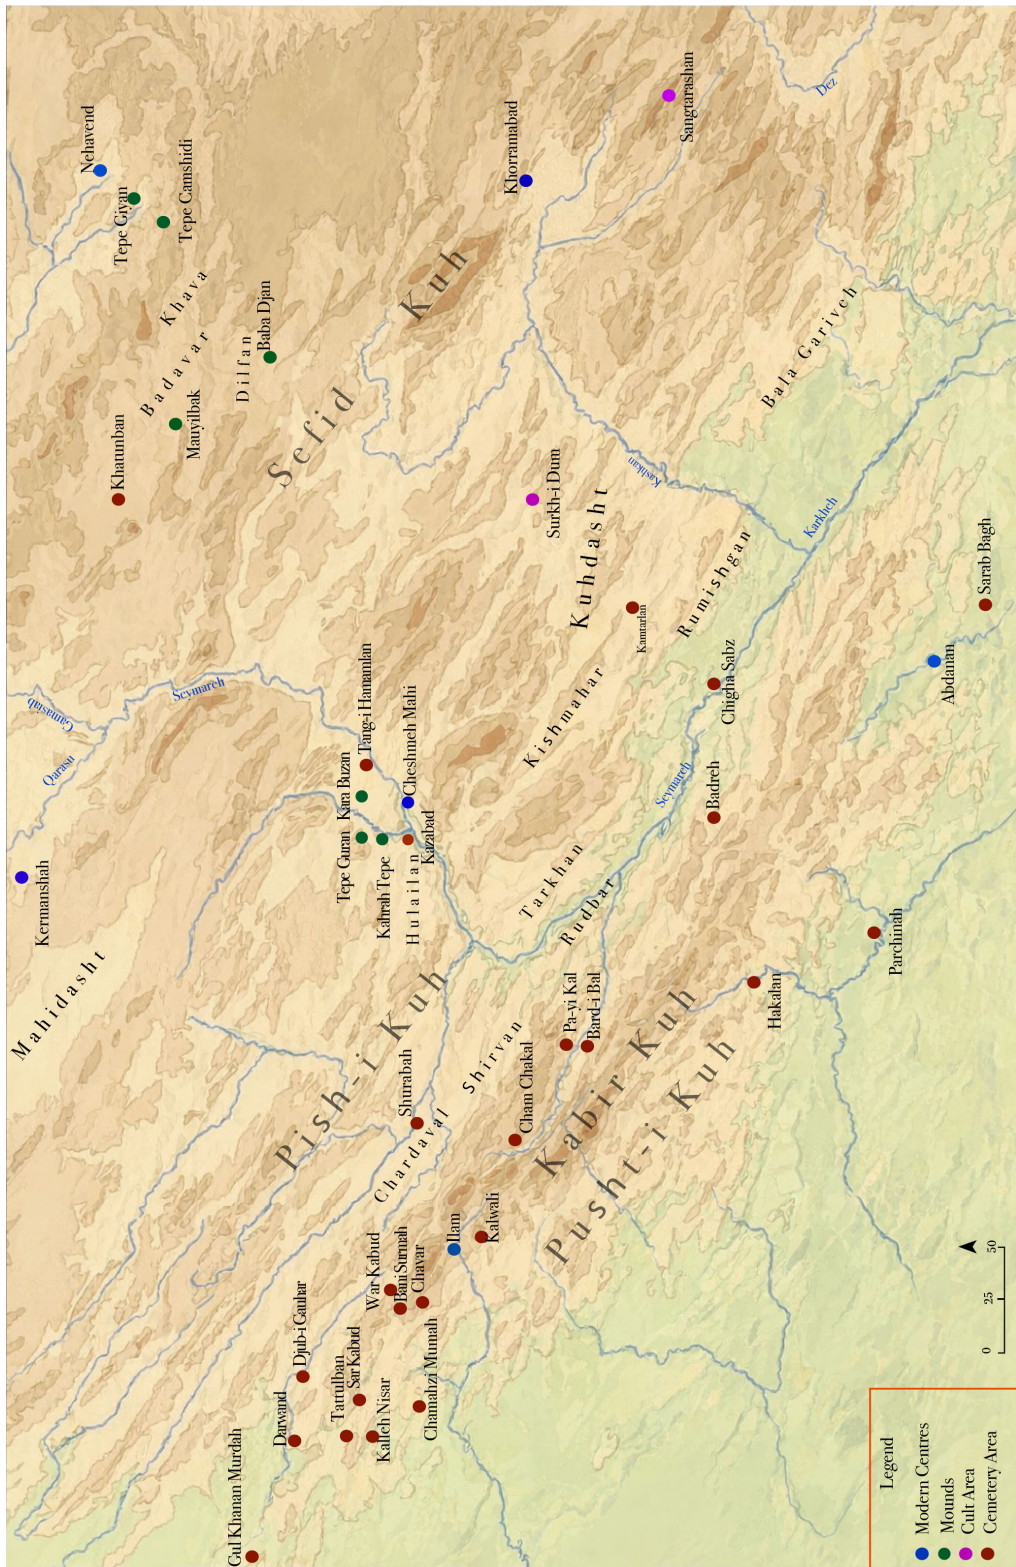 Kermanshah
Mahidasht
Qarasu
Gamasiab
Seymareh
Khatunban
Badavar
Khava
Mauyilbak
Dilfan
Baba Djan
Nehavend
Tepe Giyan
Tepe Camshidi
Sefid Kuh
Khorramabad
Sangtarashan
Dez
Gul Khanan Murdah
Darwand
Djub-i Gauhar
Tattulban
Sar Kabud
Kalleh Nisar
War Kabud
Bani Surmah
Chavar
Chamahzi Mumah
Ilam
Kalwali
Pish-i Kuh
Chardaval
Shurabah
Shirvan
Cham Chakal
Pa-yi Kal
Bard-i Bal
Tepe Guran
Kara Buzan
Kahrah Tepe
Tang-i Hamamlan
Cheshmeh Mahi
Kazabad
Hulailan
Tarkhan
Rudbar
Kishmahar
Surkh-i Dum
Kuhdasht
Kamtarlan
Kashkan
Rumishgan
Bala Gariveh
Karkheh
Seymareh
Chigha Sabz
Badreh
Kabir Kuh
Pusht-i Kuh
Hakalan
Parchinah
Abdanan
Sarab Bagh
0 25 50
Legend
Modern Centres
Mounds
Cult Area
Cemetery Area